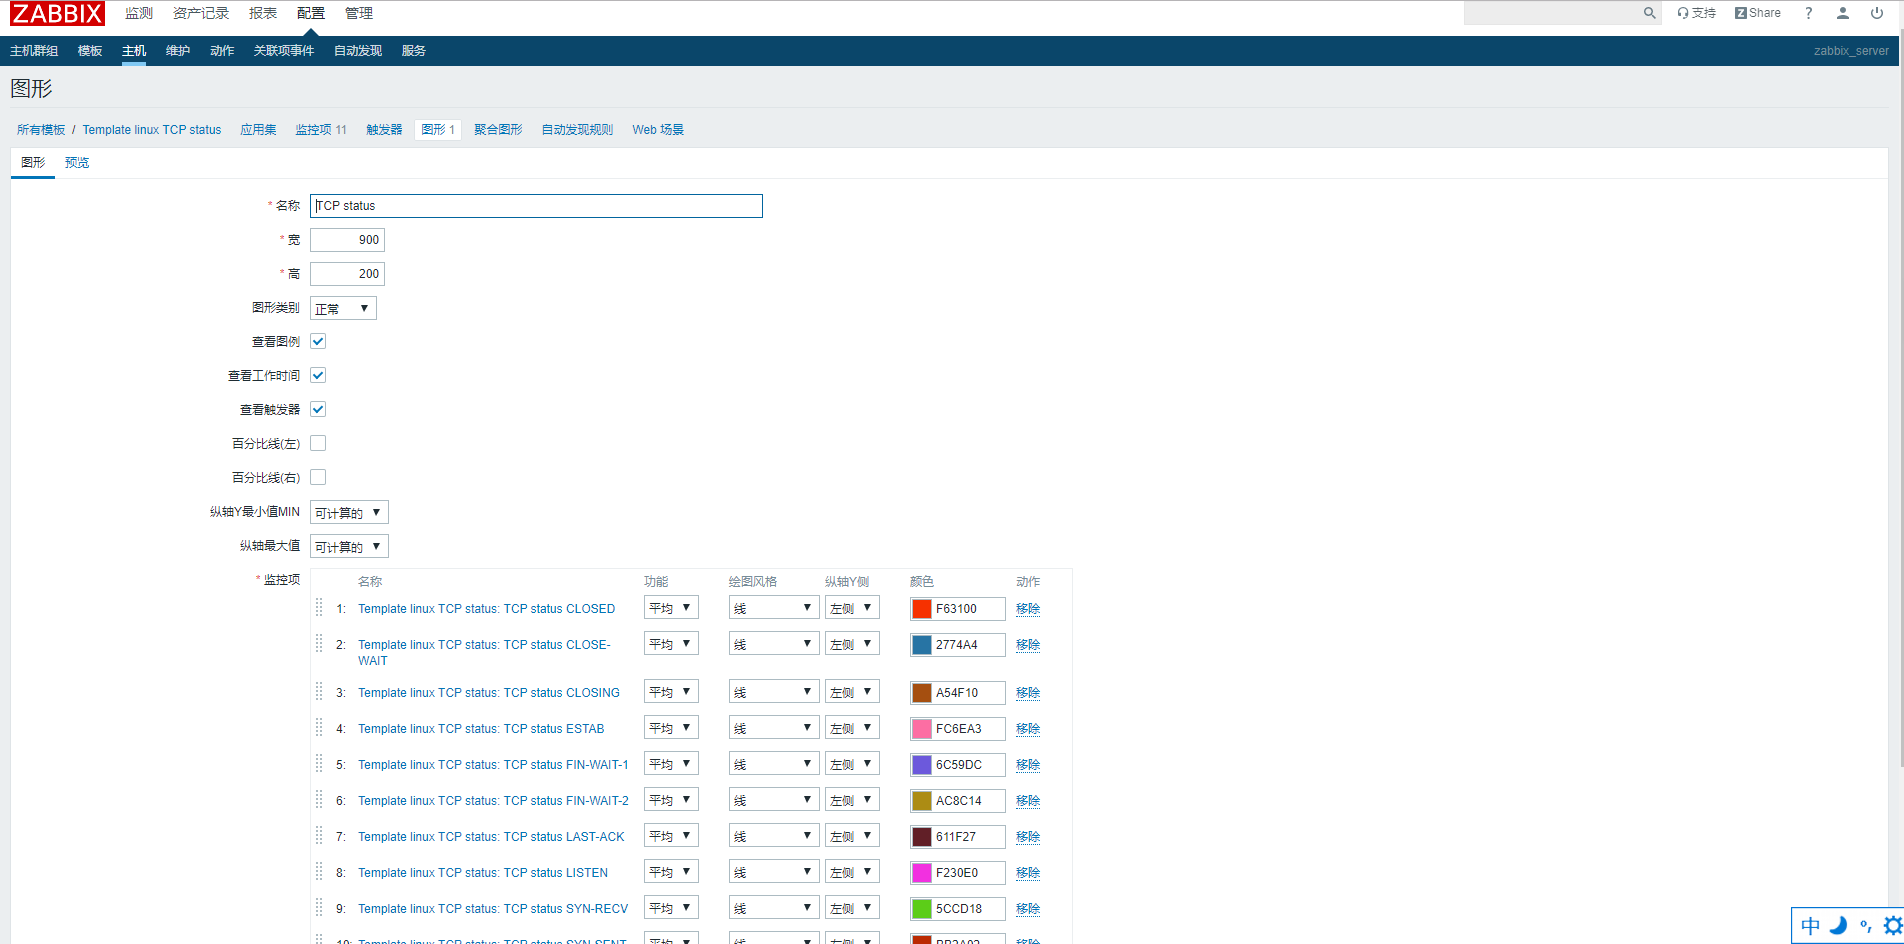 ZABBIX 监测 资产记录 报表 配置 管理 支持 Z Share ?
主机群组 模板 主机 维护 动作 关联项事件 自动发现 服务 zabbix_server
图形
所有模板 / Template linux TCP status 应用集 监控项 11 触发器 图形 1 聚合图形 自动发现规则 Web 场景
图形 预览
* 名称 TCP status
* 宽 900
* 高 200
图形类别 正常
查看图例
查看工作时间
查看触发器
百分比线(左)
百分比线(右)
纵轴Y最小值MIN 可计算的
纵轴最大值 可计算的
* 监控项 名称 功能 绘图风格 纵轴Y侧 颜色 动作
1: Template linux TCP status: TCP status CLOSED 平均 线 左侧 F63100 移除
2: Template linux TCP status: TCP status CLOSE- 平均 线 左侧 2774A4 移除
WAIT
3: Template linux TCP status: TCP status CLOSING 平均 线 左侧 A54F10 移除
4: Template linux TCP status: TCP status ESTAB 平均 线 左侧 FC6EA3 移除
5: Template linux TCP status: TCP status FIN-WAIT-1 平均 线 左侧 6C59DC 移除
6: Template linux TCP status: TCP status FIN-WAIT-2 平均 线 左侧 AC8C14 移除
7: Template linux TCP status: TCP status LAST-ACK 平均 线 左侧 611F27 移除
8: Template linux TCP status: TCP status LISTEN 平均 线 左侧 F230E0 移除
9: Template linux TCP status: TCP status SYN-RECV 平均 线 左侧 5CCD18 移除
10: Template linux TCP status: TCP status SYN-SENT 平均 线 左侧 移除
中